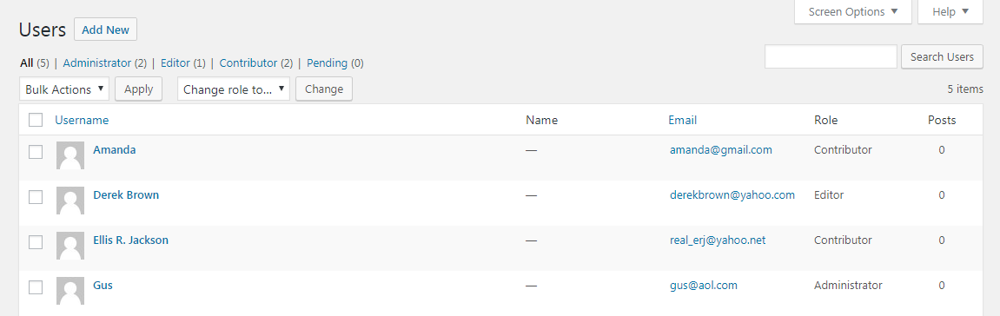 Screen Options ▼ Help ▼
Users Add New
All (5) | Administrator (2) | Editor (1) | Contributor (2) | Pending (0)
Search Users
Bulk Actions ▼ Apply Change role to... ▼ Change 5 items
Username Name Email Role Posts
Amanda — amanda@gmail.com Contributor 0
Derek Brown — derekbrown@yahoo.com Editor 0
Ellis R. Jackson — real_erj@yahoo.net Contributor 0
Gus — gus@aol.com Administrator 0